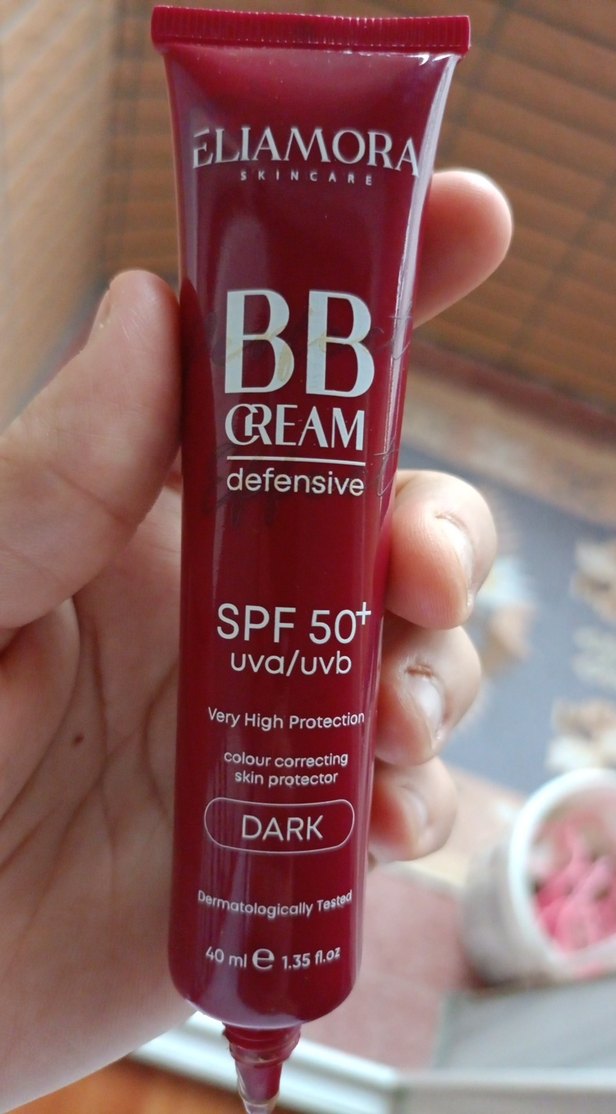 ELIAMORA
SKINCARE
BB
CREAM
defensive
SPF 50+
uva/uvb
Very High Protection
colour correcting
skin protector
DARK
Dermatologically Tested
40 ml e 1.35 fl.oz